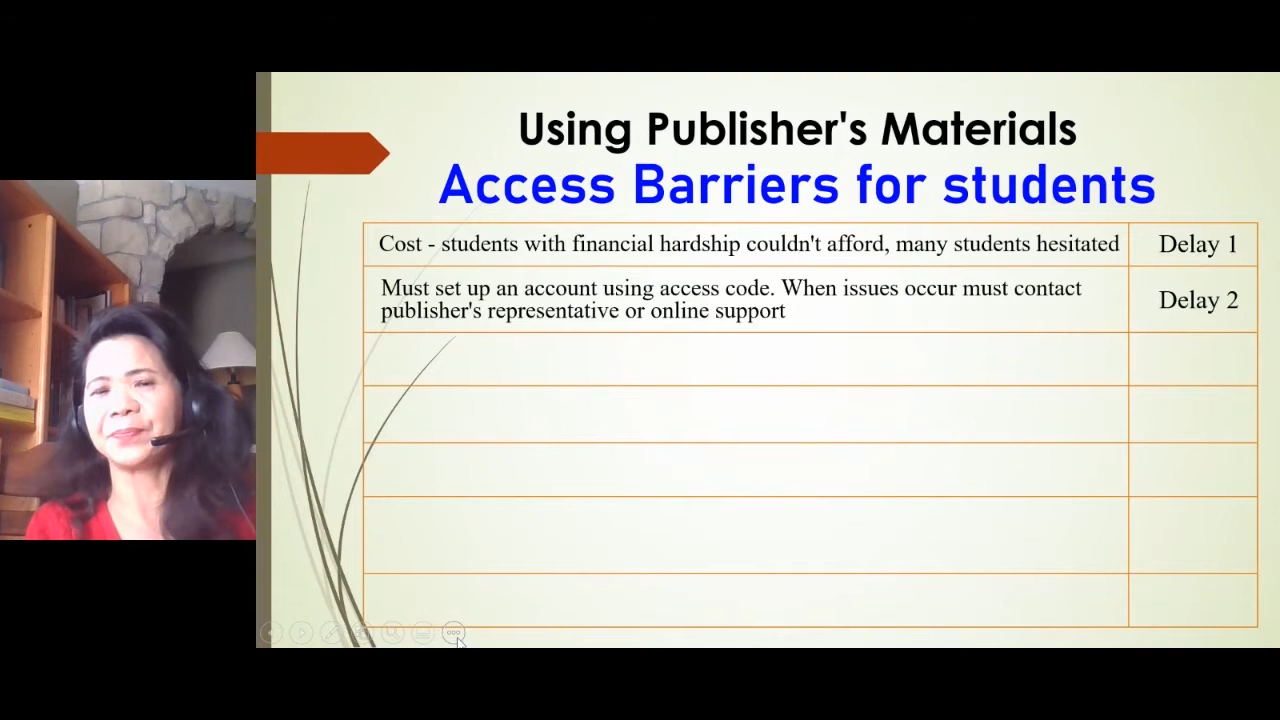 Using Publisher's Materials
Access Barriers for students
Cost - students with financial hardship couldn't afford, many students hesitated
Delay 1
Must set up an account using access code. When issues occur must contact
publisher's representative or online support
Delay 2